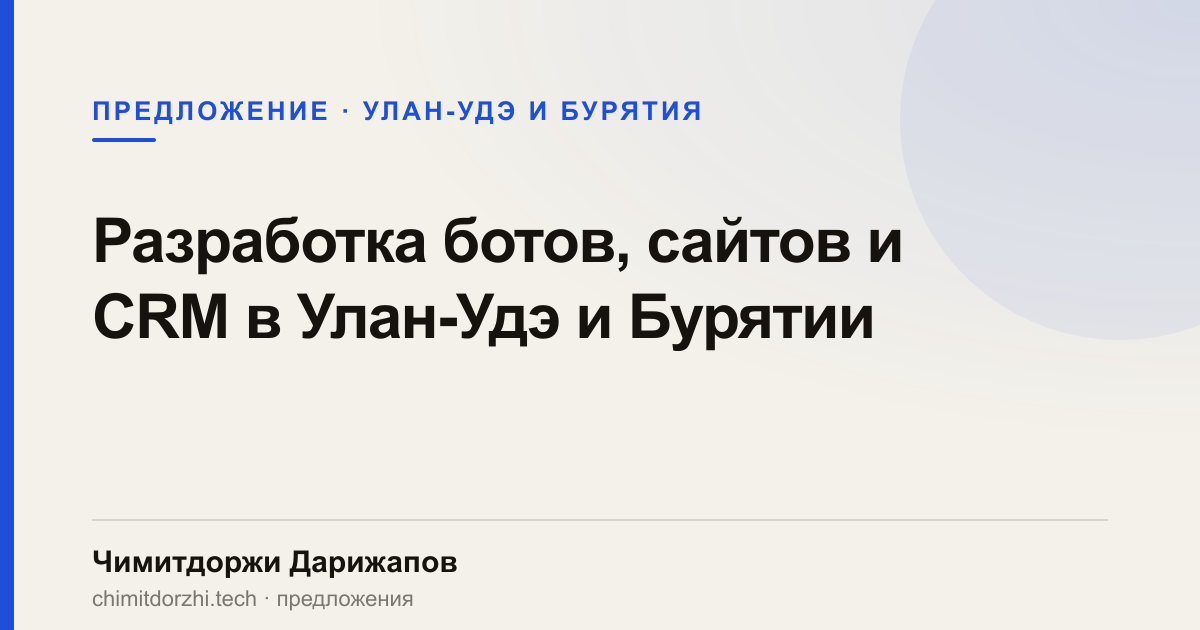 ПРЕДЛОЖЕНИЕ · УЛАН-УДЭ И БУРЯТИЯ
Разработка ботов, сайтов и
CRM в Улан-Удэ и Бурятии
Чимитдоржи Дарижапов
chimitdorzhi.tech · предложения